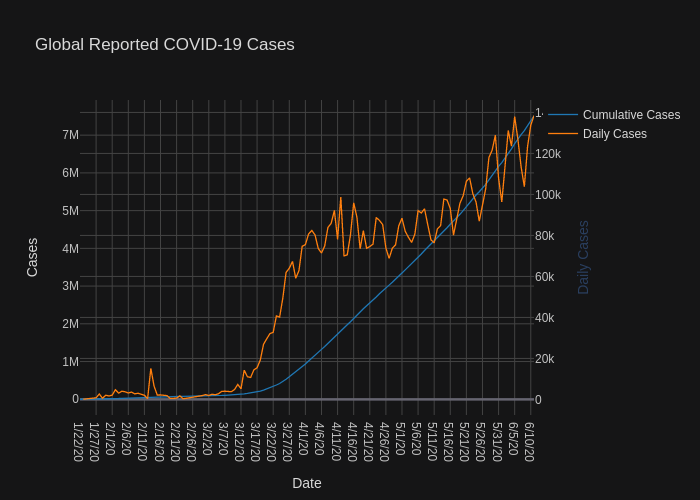 Global Reported COVID-19 Cases
Cumulative Cases
Daily Cases
7M
6M
5M
4M
3M
2M
1M
0
Cases
120k
100k
80k
60k
40k
20k
0
Daily Cases
1/22/20
1/27/20
2/1/20
2/6/20
2/11/20
2/16/20
2/21/20
2/26/20
3/2/20
3/7/20
3/12/20
3/17/20
3/22/20
3/27/20
4/1/20
4/6/20
4/11/20
4/16/20
4/21/20
4/26/20
5/1/20
5/6/20
5/11/20
5/16/20
5/21/20
5/26/20
5/31/20
6/5/20
6/10/20
Date